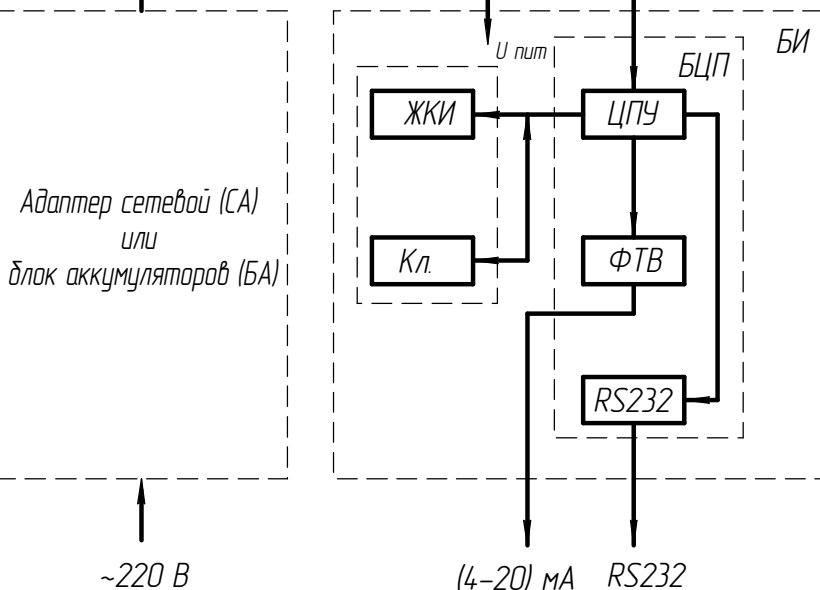 БИ
U пит
БЦП
ЖКИ
ЦПУ
Адаптер сетевой (СА)
или
блок аккумуляторов (БА)
Кл.
ФТВ
RS232
~220 В
(4–20) мА
RS232